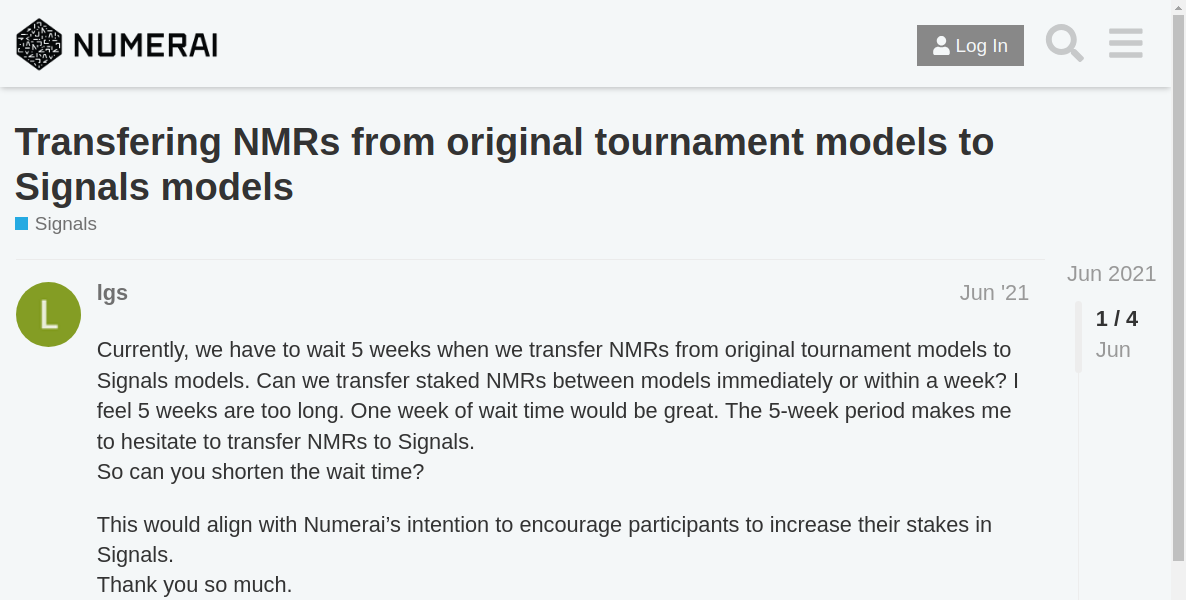 NUMERAI
Log In
Transfering NMRs from original tournament models to
Signals models
Signals
Jun 2021
L
lgs
Jun '21
1 / 4
Jun
Currently, we have to wait 5 weeks when we transfer NMRs from original tournament models to
Signals models. Can we transfer staked NMRs between models immediately or within a week? I
feel 5 weeks are too long. One week of wait time would be great. The 5-week period makes me
to hesitate to transfer NMRs to Signals.
So can you shorten the wait time?
This would align with Numerai’s intention to encourage participants to increase their stakes in
Signals.
Thank you so much.